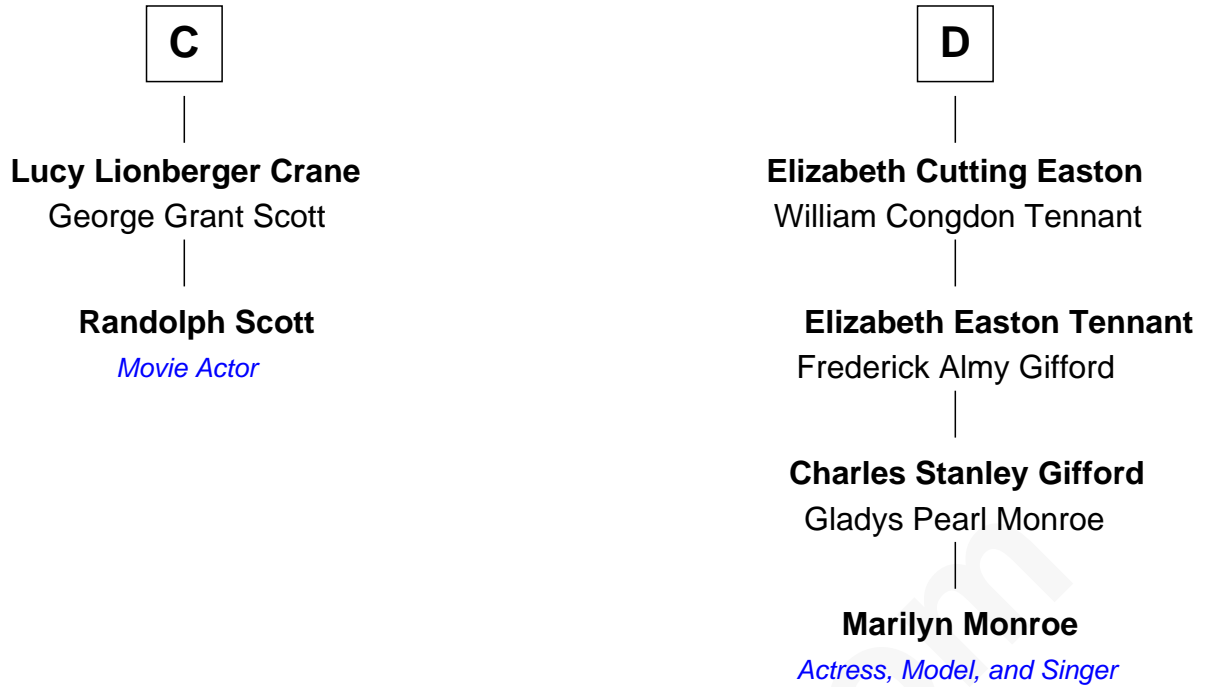 C
Lucy Lionberger Crane
George Grant Scott
Randolph Scott
Movie Actor
D
Elizabeth Cutting Easton
William Congdon Tennant
Elizabeth Easton Tennant
Frederick Almy Gifford
Charles Stanley Gifford
Gladys Pearl Monroe
Marilyn Monroe
Actress, Model, and Singer